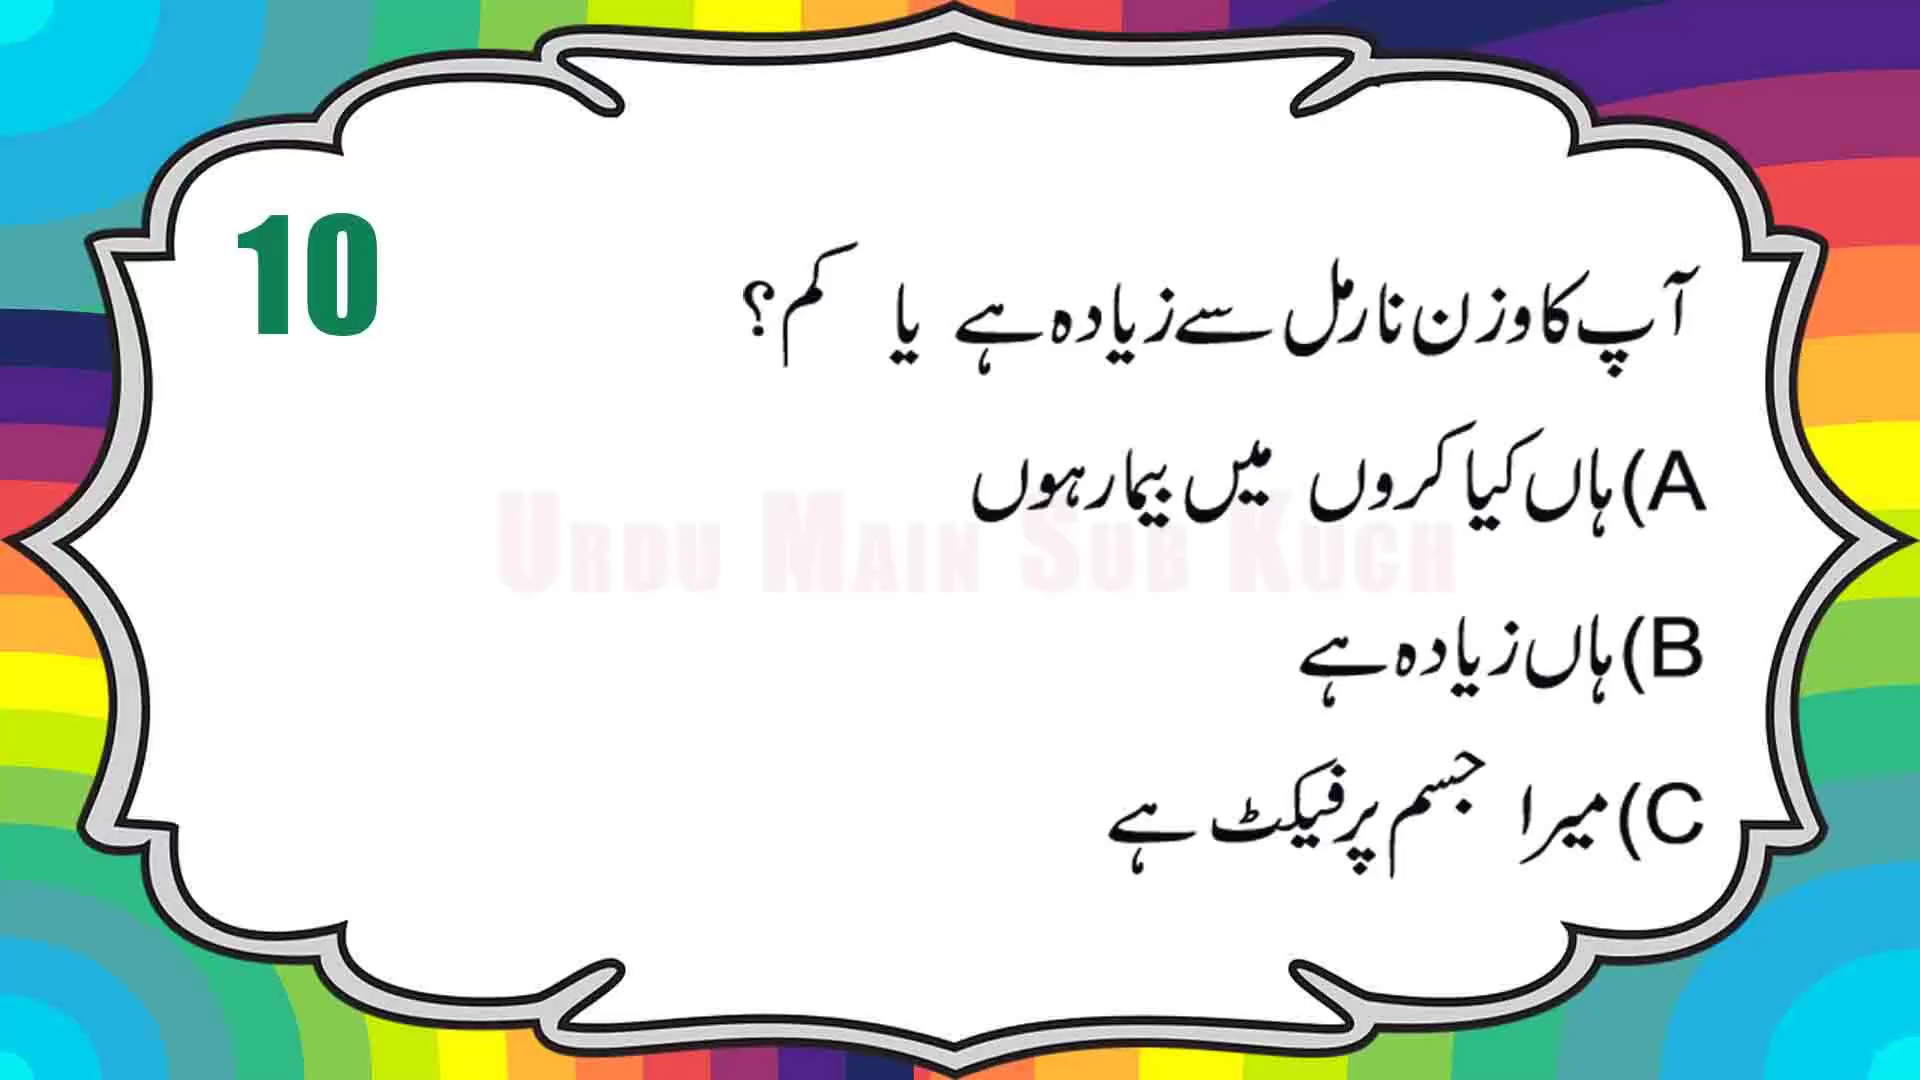 10
آپ کا وزن نارمل سے زیادہ ہے یا کم؟
A) ہاں کیا کروں میں بیمار ہوں
URDU MAIN SUB KUCH
B) ہاں زیادہ ہے
C) میرا جسم پرفیکٹ ہے